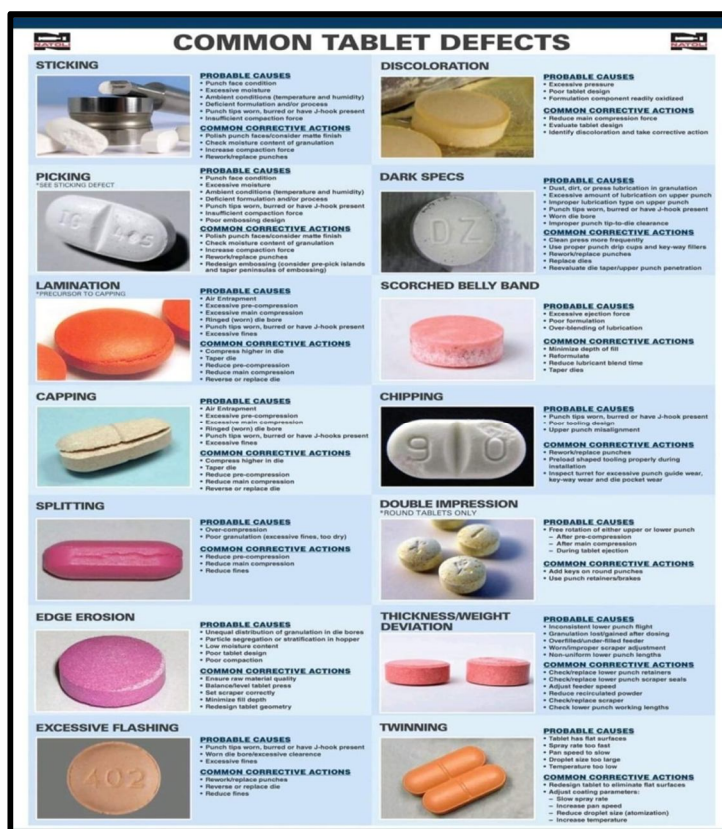 NATOLI
COMMON TABLET DEFECTS
NATOLI
STICKING
PROBABLE CAUSES
• Punch face condition
• Excessive moisture
• Ambient conditions (temperature and humidity)
• Deficient formulation and/or process
• Punch tips worn, burred or have J-hook present
• Insufficient compaction force
COMMON CORRECTIVE ACTIONS
• Polish punch faces/consider matte finish
• Check moisture content of granulation
• Increase compaction force
• Rework/replace punches
PICKING
*SEE STICKING DEFECT
PROBABLE CAUSES
• Punch face condition
• Excessive moisture
• Ambient conditions (temperature and humidity)
• Deficient formulation and/or process
• Punch tips worn, burred or have J-hook present
• Insufficient compaction force
• Poor embossing design
COMMON CORRECTIVE ACTIONS
• Polish punch faces/consider matte finish
• Check moisture content of granulation
• Increase compaction force
• Rework/replace punches
• Redesign embossing (consider pre-pick islands
and taper peninsulas of embossing)
IG
LAMINATION
*PRECURSOR TO CAPPING
PROBABLE CAUSES
• Air Entrapment
• Excessive pre-compression
• Excessive main compression
• Ringed (worn) die bore
• Punch tips worn, burred or have J-hook present
• Excessive fines
COMMON CORRECTIVE ACTIONS
• Compress higher in die
• Taper die
• Reduce pre-compression
• Reduce main compression
• Reverse or replace die
CAPPING
PROBABLE CAUSES
• Air Entrapment
• Excessive pre-compression
• Excessive main compression
• Ringed (worn) die bore
• Punch tips worn, burred or have J-hooks present
• Excessive fines
COMMON CORRECTIVE ACTIONS
• Compress higher in die
• Taper die
• Reduce pre-compression
• Reduce main compression
• Reverse or replace die
SPLITTING
PROBABLE CAUSES
• Over-compression
• Poor granulation (excessive fines, too dry)
COMMON CORRECTIVE ACTIONS
• Reduce pre-compression
• Reduce main compression
• Reduce fines
EDGE EROSION
PROBABLE CAUSES
• Unequal distribution of granulation in die bores
• Particle segregation or stratification in hopper
• Low moisture content
• Poor tablet design
• Poor compaction
COMMON CORRECTIVE ACTIONS
• Ensure raw material quality
• Balance/level tablet press
• Set scraper correctly
• Minimize fill depth
• Redesign tablet geometry
EXCESSIVE FLASHING
PROBABLE CAUSES
• Punch tips worn, burred or have J-hook present
• Worn die bore/excessive clearance
• Excessive fines
COMMON CORRECTIVE ACTIONS
• Rework/replace punches
• Reverse or replace die
• Reduce fines
402
DISCOLORATION
PROBABLE CAUSES
• Excessive pressure
• Poor tablet design
• Formulation component readily oxidized
COMMON CORRECTIVE ACTIONS
• Reduce main compression force
• Evaluate tablet design
• Identify discoloration and take corrective action
DARK SPECS
PROBABLE CAUSES
• Dust, dirt, or press lubrication in granulation
• Excessive amount of lubrication on upper punch
• Improper lubrication type on upper punch
• Punch tips worn, burred or have J-hook present
• Worn die bore
• Improper punch tip-to-die clearance
COMMON CORRECTIVE ACTIONS
• Clean press more frequently
• Use proper punch drip cups and key-way fillers
• Rework/replace punches
• Replace dies
• Reevaluate die taper/upper punch penetration
DZ
SCORCHED BELLY BAND
PROBABLE CAUSES
• Excessive ejection force
• Poor formulation
• Over-blending of lubrication
COMMON CORRECTIVE ACTIONS
• Minimize depth of fill
• Reformulate
• Reduce lubricant blend time
• Taper dies
CHIPPING
PROBABLE CAUSES
• Punch tips worn, burred or have J-hook present
• Poor tooling design
• Upper punch misalignment
COMMON CORRECTIVE ACTIONS
• Rework/replace punches
• Preload shaped tooling properly during
installation
• Inspect turret for excessive punch guide wear,
key-way wear and die pocket wear
9 0
DOUBLE IMPRESSION
*ROUND TABLETS ONLY
PROBABLE CAUSES
• Free rotation of either upper or lower punch
– After pre-compression
– After main compression
– During tablet ejection
COMMON CORRECTIVE ACTIONS
• Add keys on round punches
• Use punch retainers/brakes
THICKNESS/WEIGHT
DEVIATION
PROBABLE CAUSES
• Inconsistent lower punch flight
• Granulation lost/gained after dosing
• Overfilled/under-filled feeder
• Worn/improper scraper adjustment
• Non-uniform lower punch lengths
COMMON CORRECTIVE ACTIONS
• Check/replace lower punch retainers
• Check/replace lower punch scraper seals
• Adjust feeder speed
• Reduce recirculated powder
• Check/replace scraper
• Check lower punch working lengths
TWINNING
PROBABLE CAUSES
• Tablet has flat surfaces
• Spray rate too fast
• Pan speed to slow
• Droplet size too large
• Temperature too low
COMMON CORRECTIVE ACTIONS
• Redesign tablet to eliminate flat surfaces
• Adjust coating parameters:
– Slow spray rate
– Increase pan speed
– Reduce droplet size (atomization)
– Increase temperature